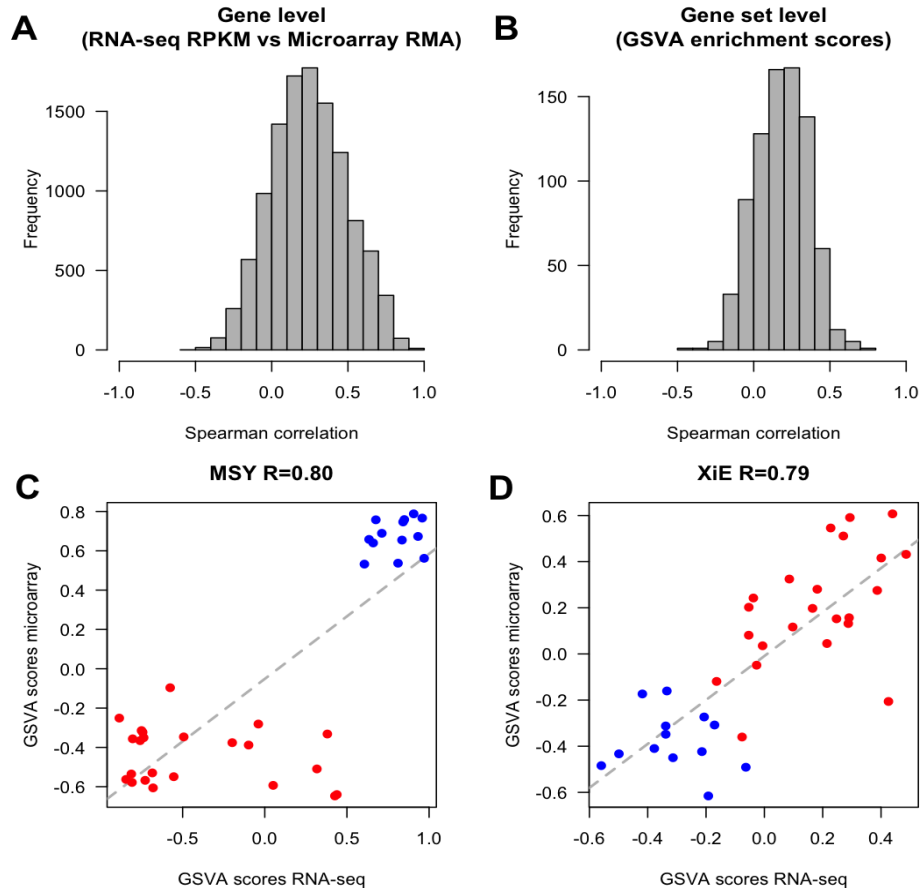 A
Gene level
(RNA-seq RPKM vs Microarray RMA)
Frequency
1500
1000
500
0
-1.0
-0.5
0.0
0.5
1.0
Spearman correlation
B
Gene set level
(GSVA enrichment scores)
Frequency
150
100
50
0
-1.0
-0.5
0.0
0.5
1.0
Spearman correlation
C
MSY R=0.80
GSVA scores microarray
0.8
0.6
0.4
0.2
0.0
-0.2
-0.4
-0.6
-0.5
0.0
0.5
1.0
GSVA scores RNA-seq
D
XiE R=0.79
GSVA scores microarray
0.6
0.4
0.2
0.0
-0.2
-0.4
-0.6
-0.6
-0.4
-0.2
0.0
0.2
0.4
GSVA scores RNA-seq